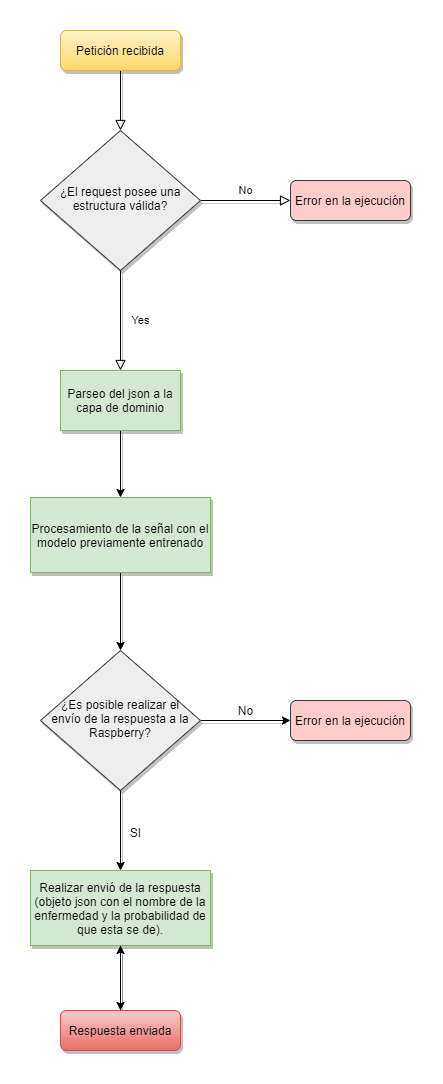 Petición recibida
¿El request posee una
estructura válida?
No
Error en la ejecución
Yes
Parseo del json a la
capa de dominio
Procesamiento de la señal con el
modelo previamente entrenado
¿Es posible realizar el
envío de la respuesta a la
Raspberry?
No
Error en la ejecución
SI
Realizar envió de la respuesta
(objeto json con el nombre de la
enfermedad y la probabilidad de
que esta se de).
Respuesta enviada